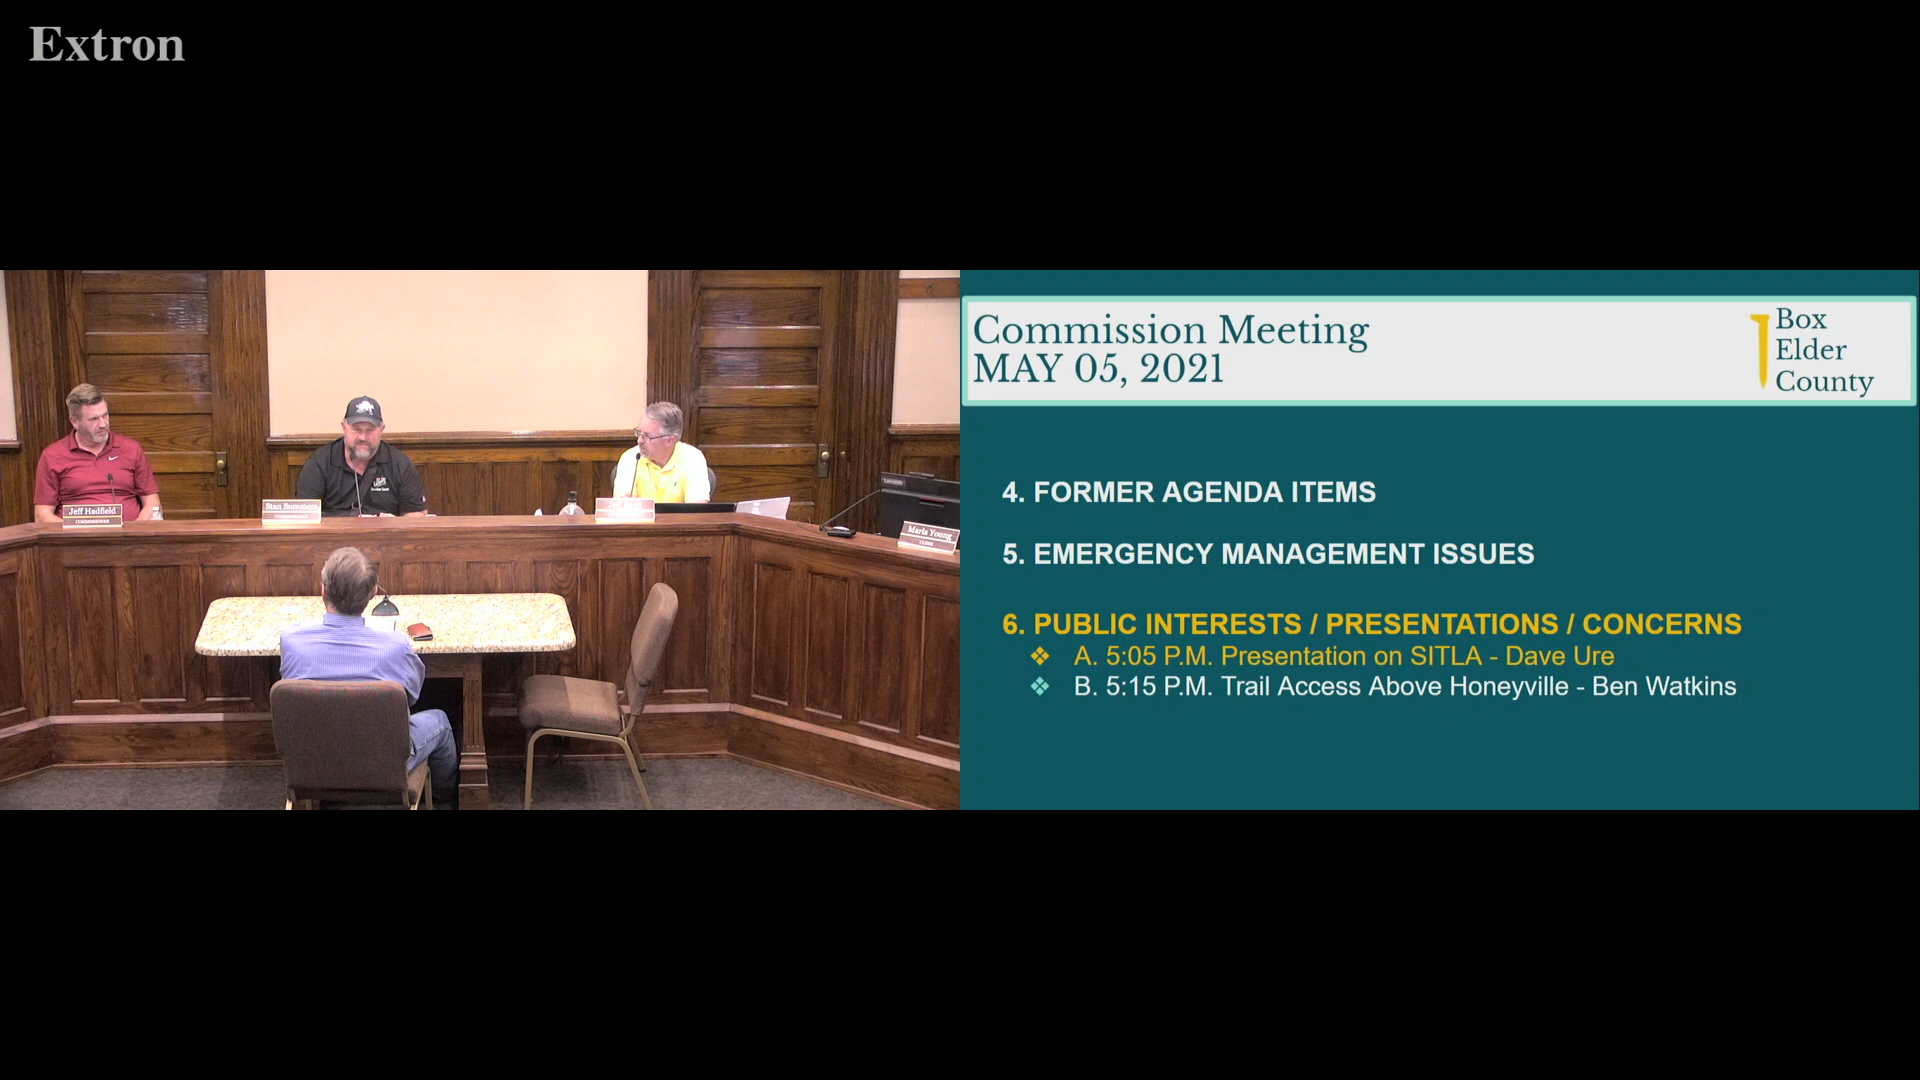 Extron
Jeff Hadfield
COMMISSIONER
Stan Summers
Marla Young
CLERK
Commission Meeting
MAY 05, 2021
Box
Elder
County
4. FORMER AGENDA ITEMS
5. EMERGENCY MANAGEMENT ISSUES
6. PUBLIC INTERESTS / PRESENTATIONS / CONCERNS
❖ A. 5:05 P.M. Presentation on SITLA - Dave Ure
❖ B. 5:15 P.M. Trail Access Above Honeyville - Ben Watkins